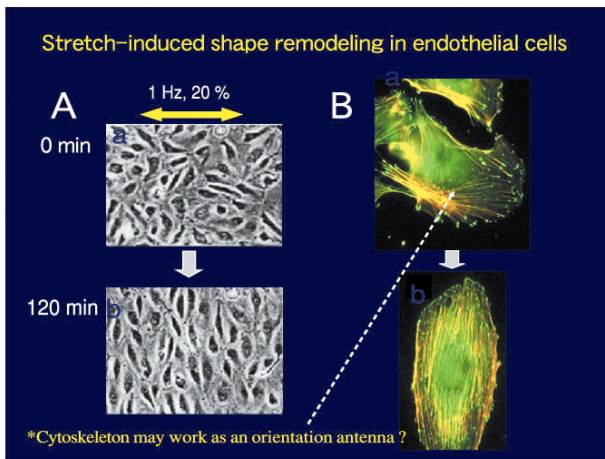 Stretch-induced shape remodeling in endothelial cells
A
1 Hz, 20 %
B
0 min
a
a
120 min
b
b
*Cytoskeleton may work as an orientation antenna ?